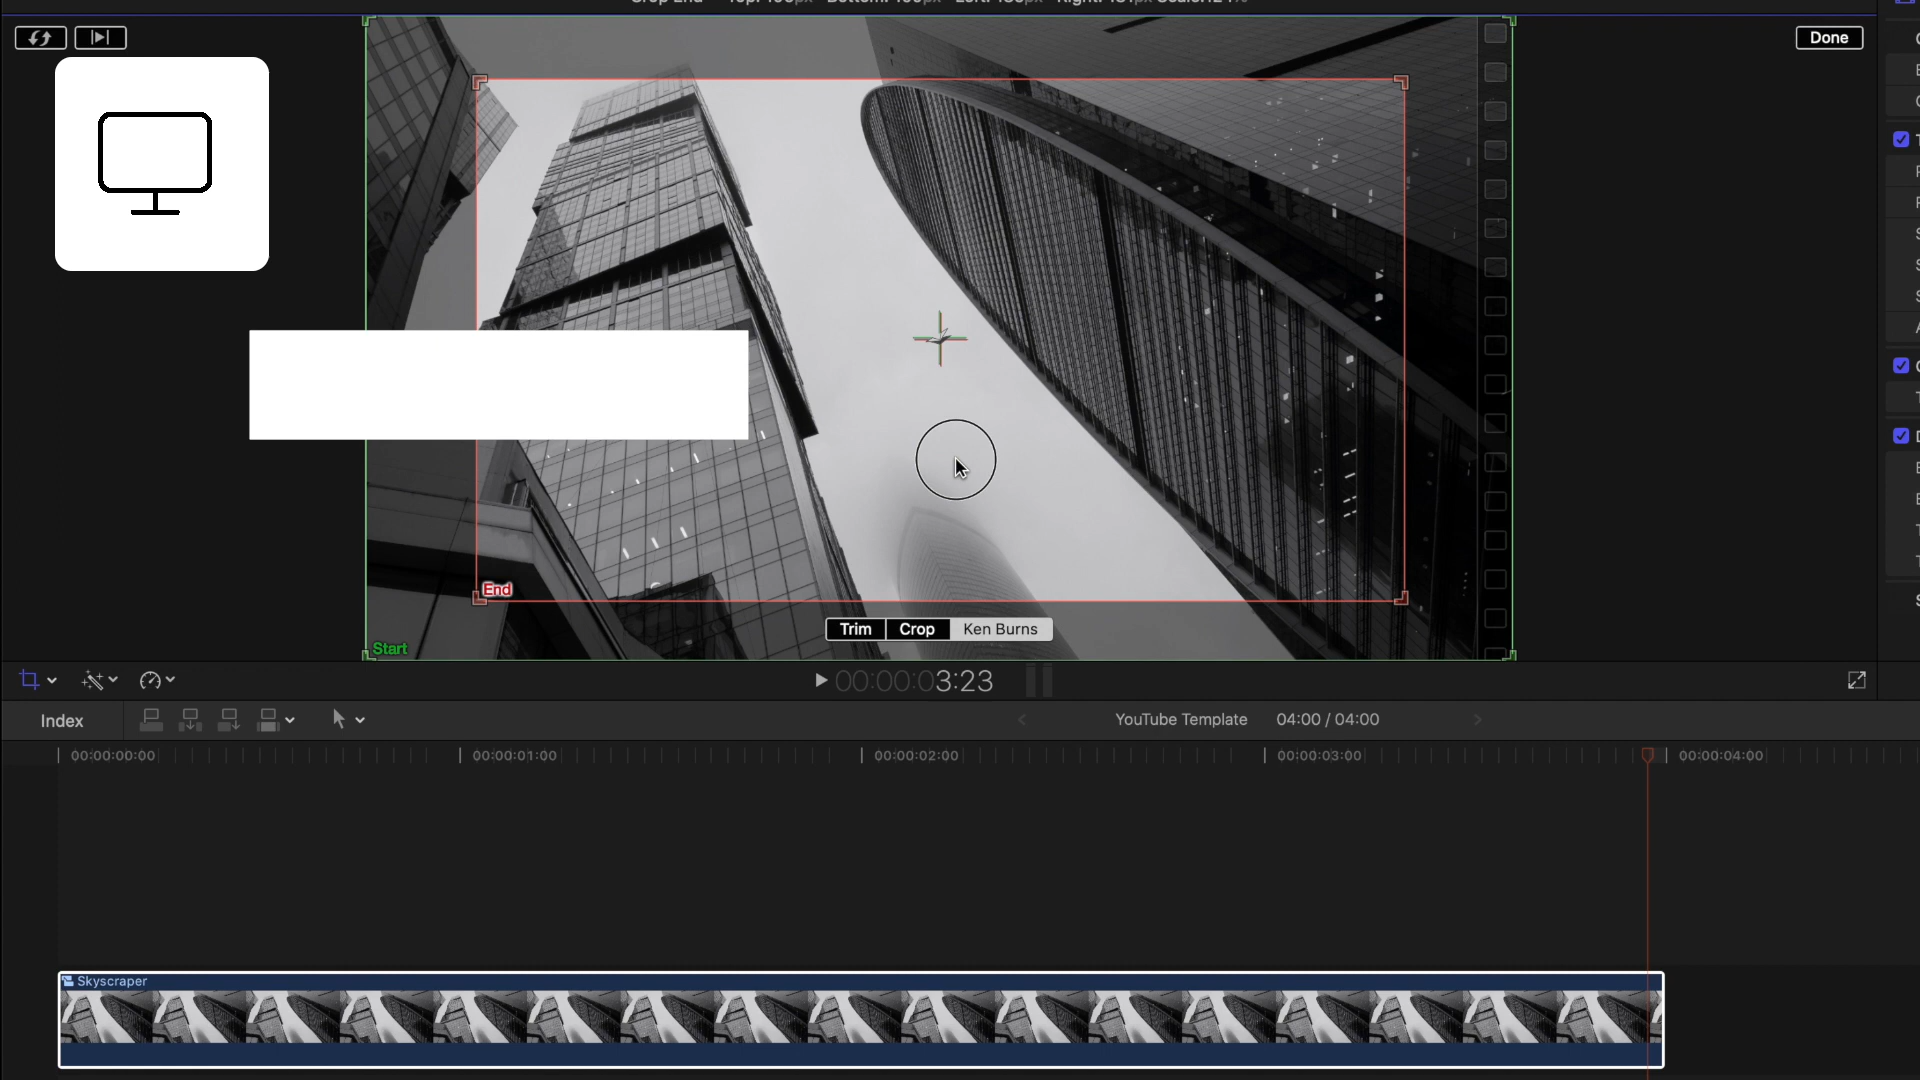 Done
End
Trim Crop Ken Burns
Start
00:00:03:23
Index
YouTube Template 04:00 / 04:00
00:00:00:00 00:00:01:00 00:00:02:00 00:00:03:00 00:00:04:00
Skyscraper